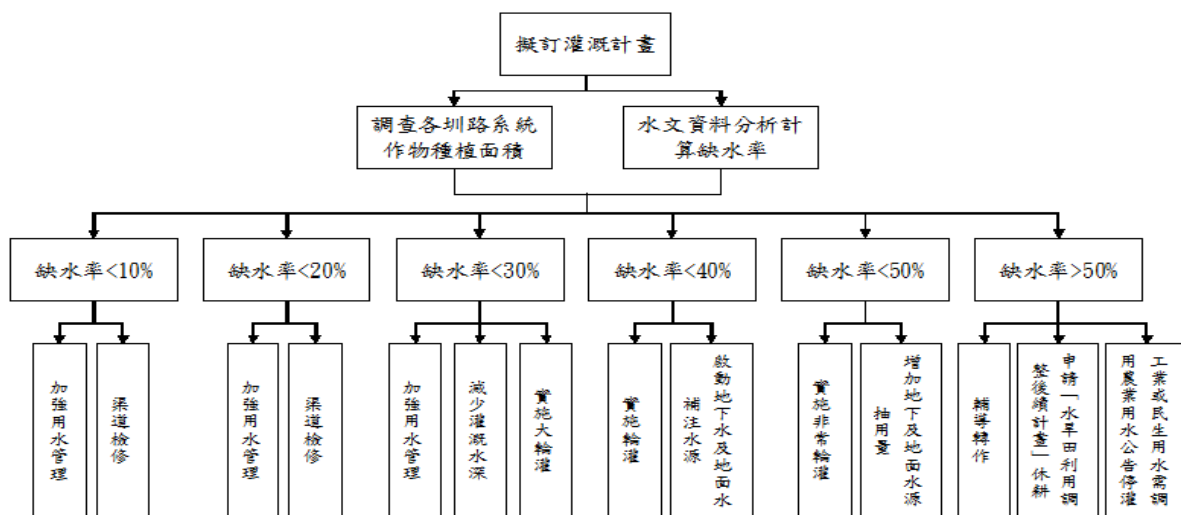 擬訂灌溉計畫
調查各圳路系統
作物種植面積
水文資料分析計
算缺水率
缺水率<10%
缺水率<20%
缺水率<30%
缺水率<40%
缺水率<50%
缺水率>50%
加強用水管理
渠道檢修
加強用水管理
渠道檢修
加強用水管理
減少灌溉水深
實施大輪灌
實施輪灌
啟動地下水及地面水
補注水源
實施非常輪灌
增加地下及地面水源
抽用量
輔導轉作
申請「水旱田利用調
整後續計畫」休耕
工業或民生用水需調
用農業用水公告停灌